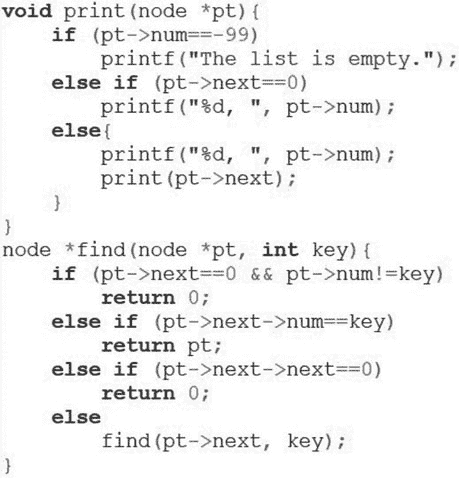 void print(node *pt){
    if (pt->num==-99)
        printf("The list is empty.");
    else if (pt->next==0)
        printf("%d, ", pt->num);
    else{
        printf("%d, ", pt->num);
        print(pt->next);
    }
}
node *find(node *pt, int key){
    if (pt->next==0 && pt->num!=key)
        return 0;
    else if (pt->next->num==key)
        return pt;
    else if (pt->next->next==0)
        return 0;
    else
        find(pt->next, key);
}